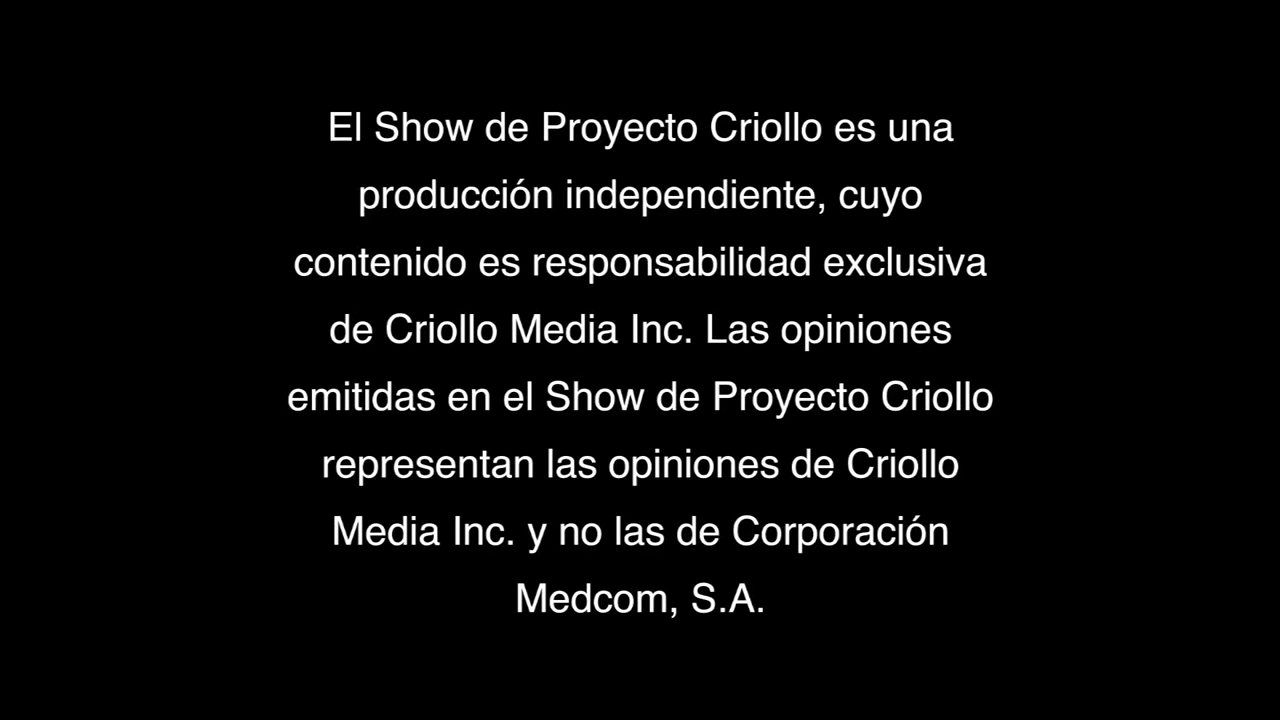 El Show de Proyecto Criollo es una
producción independiente, cuyo
contenido es responsabilidad exclusiva
de Criollo Media Inc. Las opiniones
emitidas en el Show de Proyecto Criollo
representan las opiniones de Criollo
Media Inc. y no las de Corporación
Medcom, S.A.